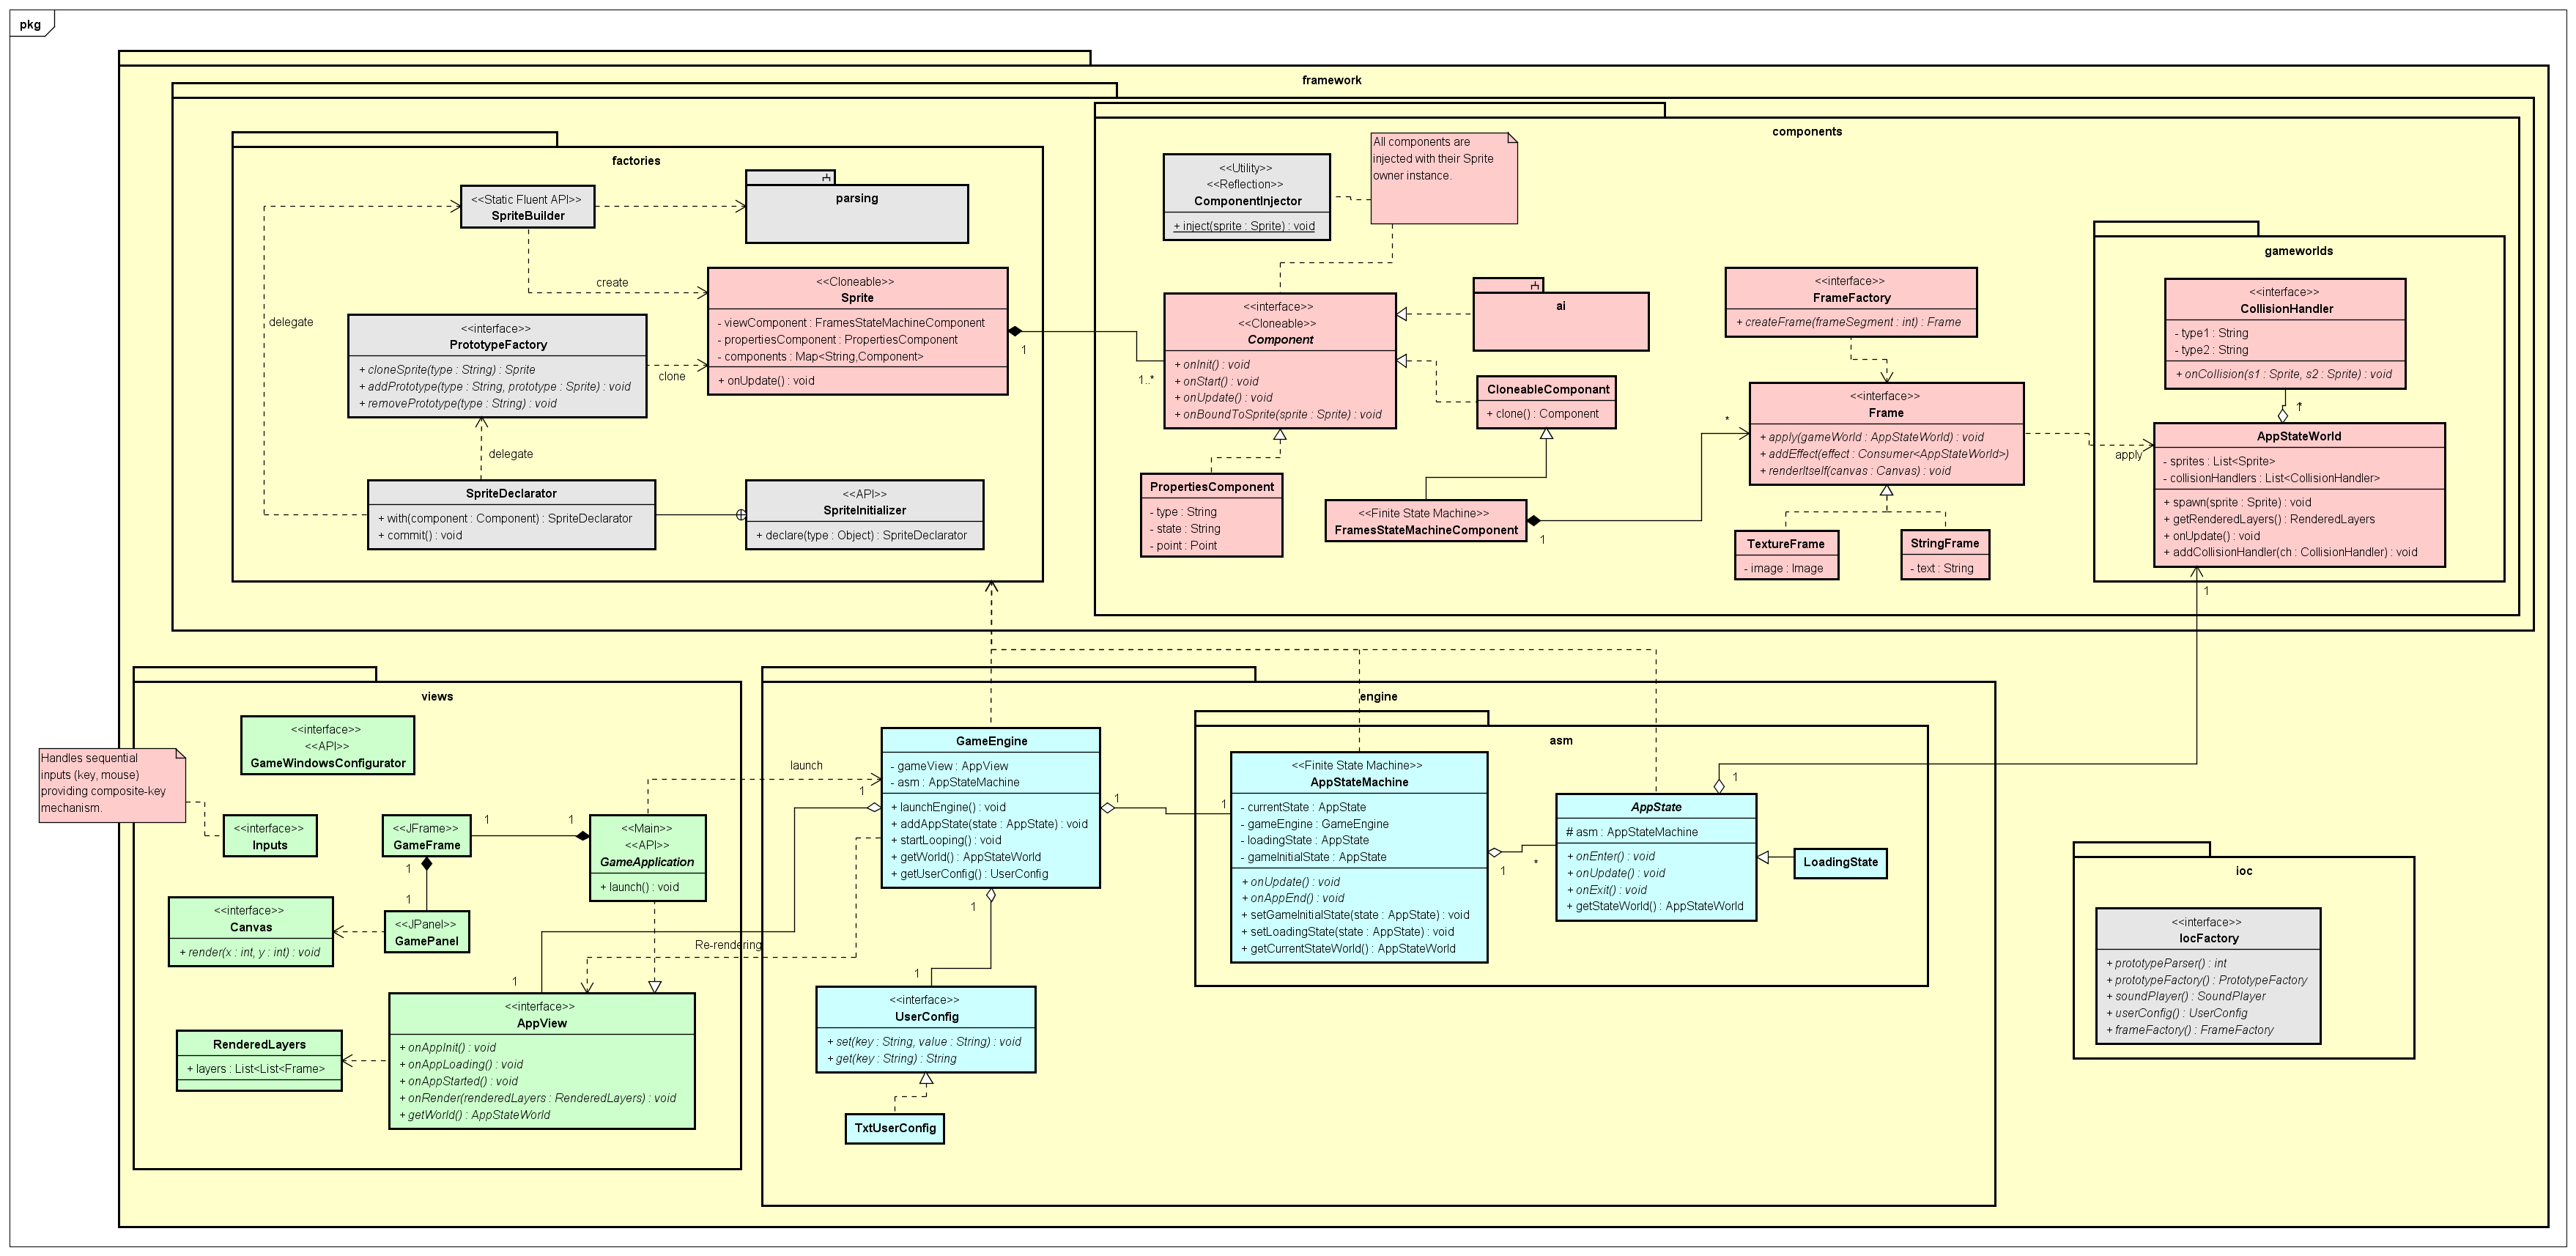 pkg
framework
factories
<<Static Fluent API>>
SpriteBuilder
parsing
create
delegate
<<Cloneable>>
Sprite
- viewComponent : FramesStateMachineComponent
- propertiesComponent : PropertiesComponent
- components : Map<String,Component>
+ onUpdate() : void
1
1..*
<<interface>>
PrototypeFactory
+ cloneSprite(type : String) : Sprite
+ addPrototype(type : String, prototype : Sprite) : void
+ removePrototype(type : String) : void
clone
delegate
SpriteDeclarator
+ with(component : Component) : SpriteDeclarator
+ commit() : void
<<API>>
SpriteInitializer
+ declare(type : Object) : SpriteDeclarator
components
<<Utility>>
<<Reflection>>
ComponentInjector
+ inject(sprite : Sprite) : void
All components are
injected with their Sprite
owner instance.
<<interface>>
<<Cloneable>>
Component
+ onInit() : void
+ onStart() : void
+ onUpdate() : void
+ onBoundToSprite(sprite : Sprite) : void
ai
CloneableComponant
+ clone() : Component
PropertiesComponent
- type : String
- state : String
- point : Point
<<Finite State Machine>>
FramesStateMachineComponent
1
*
<<interface>>
FrameFactory
+ createFrame(frameSegment : int) : Frame
<<interface>>
Frame
+ apply(gameWorld : AppStateWorld) : void
+ addEffect(effect : Consumer<AppStateWorld>)
+ renderItself(canvas : Canvas) : void
TextureFrame
- image : Image
StringFrame
- text : String
apply
gameworlds
<<interface>>
CollisionHandler
- type1 : String
- type2 : String
+ onCollision(s1 : Sprite, s2 : Sprite) : void
AppStateWorld
- sprites : List<Sprite>
- collisionHandlers : List<CollisionHandler>
+ spawn(sprite : Sprite) : void
+ getRenderedLayers() : RenderedLayers
+ onUpdate() : void
+ addCollisionHandler(ch : CollisionHandler) : void
1
views
<<interface>>
<<API>>
GameWindowsConfigurator
Handles sequential
inputs (key, mouse)
providing composite-key
mechanism.
<<interface>>
Inputs
<<JFrame>>
GameFrame
1
1
<<Main>>
<<API>>
GameApplication
+ launch() : void
1
1
<<JPanel>>
GamePanel
<<interface>>
Canvas
+ render(x : int, y : int) : void
launch
Re-rendering
1
1
<<interface>>
AppView
+ onAppInit() : void
+ onAppLoading() : void
+ onAppStarted() : void
+ onRender(renderedLayers : RenderedLayers) : void
+ getWorld() : AppStateWorld
RenderedLayers
+ layers : List<List<Frame>
engine
GameEngine
- gameView : AppView
- asm : AppStateMachine
+ launchEngine() : void
+ addAppState(state : AppState) : void
+ startLooping() : void
+ getWorld() : AppStateWorld
+ getUserConfig() : UserConfig
1
1
1
1
<<interface>>
UserConfig
+ set(key : String, value : String) : void
+ get(key : String) : String
TxtUserConfig
asm
<<Finite State Machine>>
AppStateMachine
- currentState : AppState
- gameEngine : GameEngine
- loadingState : AppState
- gameInitialState : AppState
+ onUpdate() : void
+ onAppEnd() : void
+ setGameInitialState(state : AppState) : void
+ setLoadingState(state : AppState) : void
+ getCurrentStateWorld() : AppStateWorld
1
*
1
AppState
# asm : AppStateMachine
+ onEnter() : void
+ onUpdate() : void
+ onExit() : void
+ getStateWorld() : AppStateWorld
LoadingState
ioc
<<interface>>
IocFactory
+ prototypeParser() : int
+ prototypeFactory() : PrototypeFactory
+ soundPlayer() : SoundPlayer
+ userConfig() : UserConfig
+ frameFactory() : FrameFactory